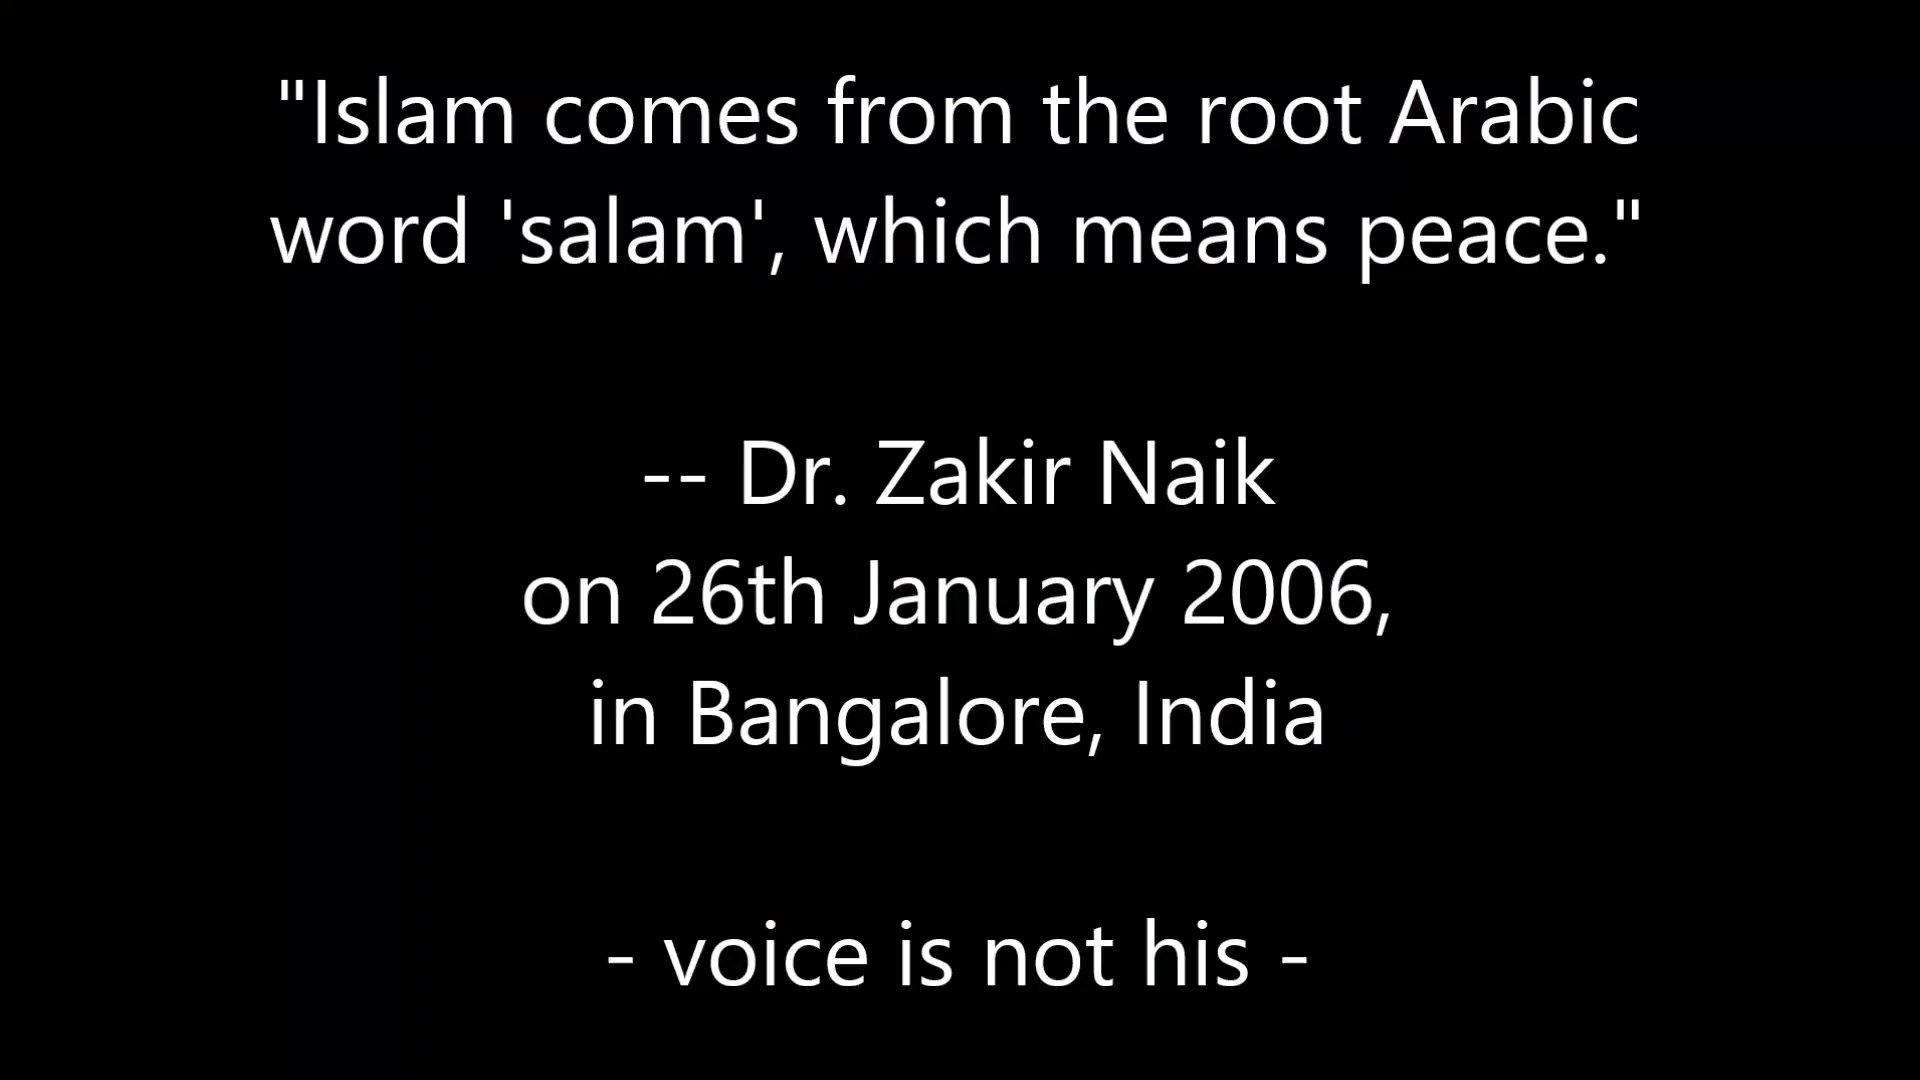 "Islam comes from the root Arabic
word 'salam', which means peace."
-- Dr. Zakir Naik
on 26th January 2006,
in Bangalore, India
- voice is not his -